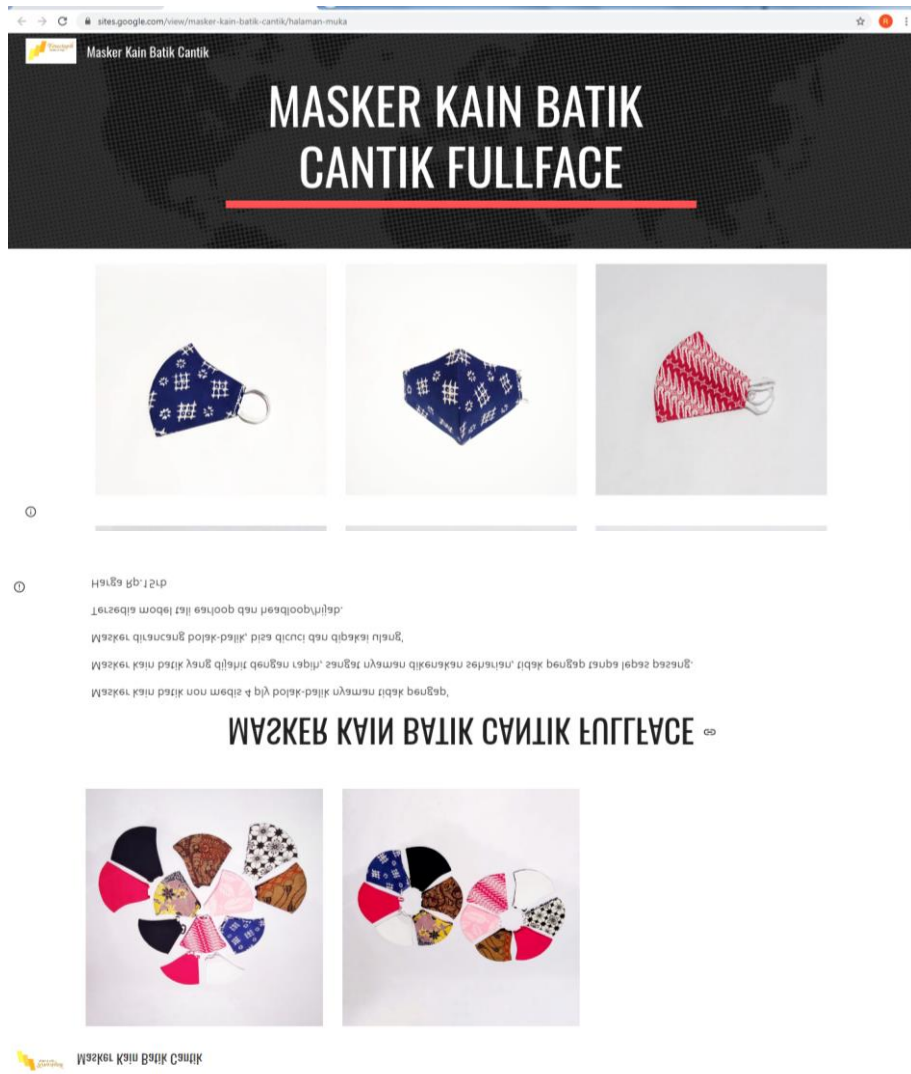 sites.google.com/view/masker-kain-batik-cantik/halaman-muka
Masker Kain Batik Cantik
MASKER KAIN BATIK
CANTIK FULLFACE
Harga Rp.15rb
Tersedia model tali earloop dan headloop/hijab.
Masker dirancang bolak-balik, bisa dicuci dan dipakai ulang,
Masker kain batik yang dijahit dengan rapih, sangat nyaman dikenakan seharian, tidak pengap tanpa lepas pasang.
Masker kain batik non medis 4 ply bolak-balik nyaman tidak pengap,
MASKER KAIN BATIK CANTIK FULLFACE
Masker Kain Batik Cantik